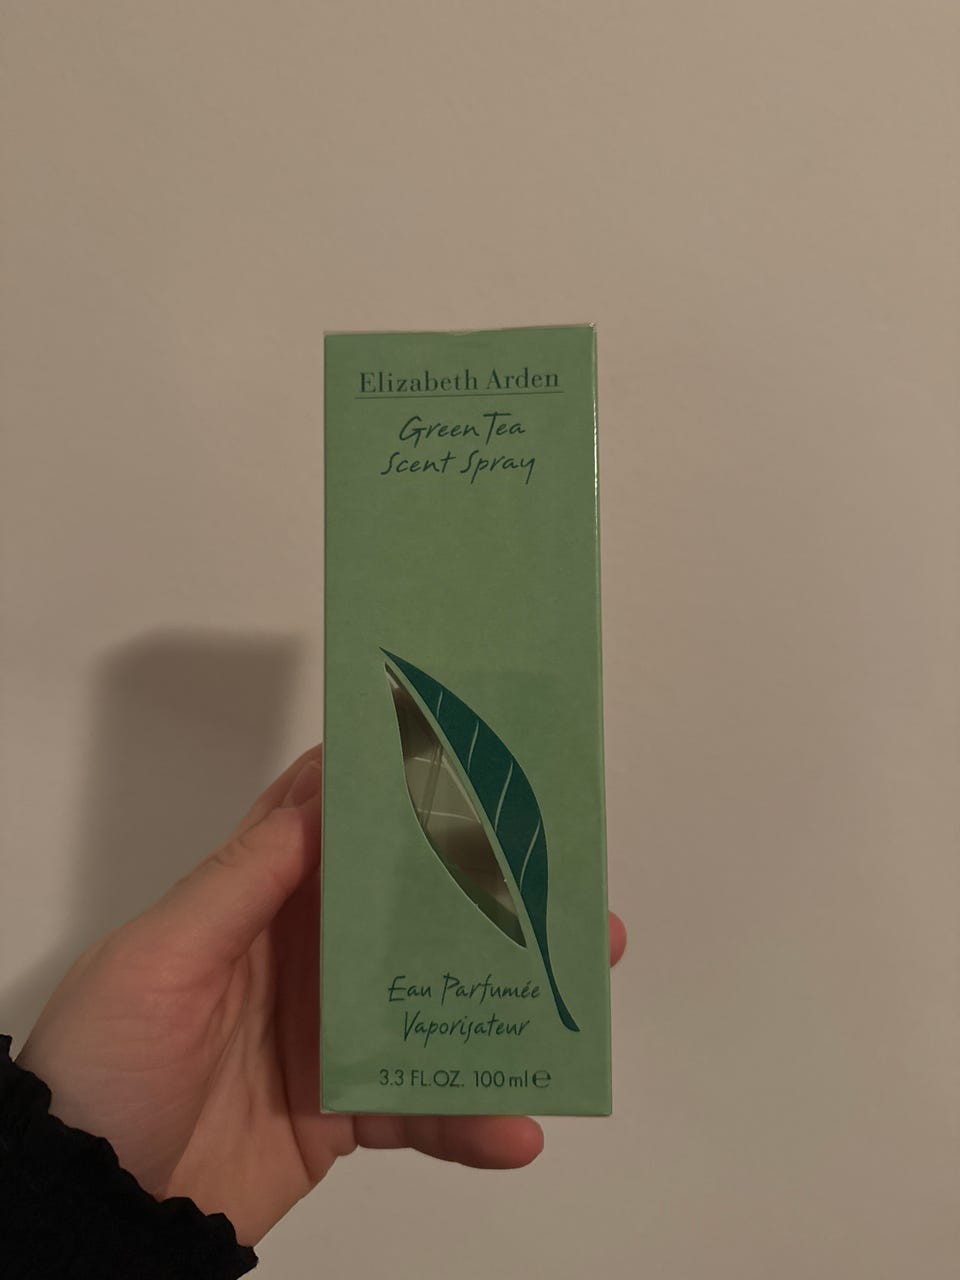 Elizabeth Arden
Green Tea
Scent Spray
Eau Parfumée
Vaporisateur
3.3 FL.OZ. 100 ml ℮